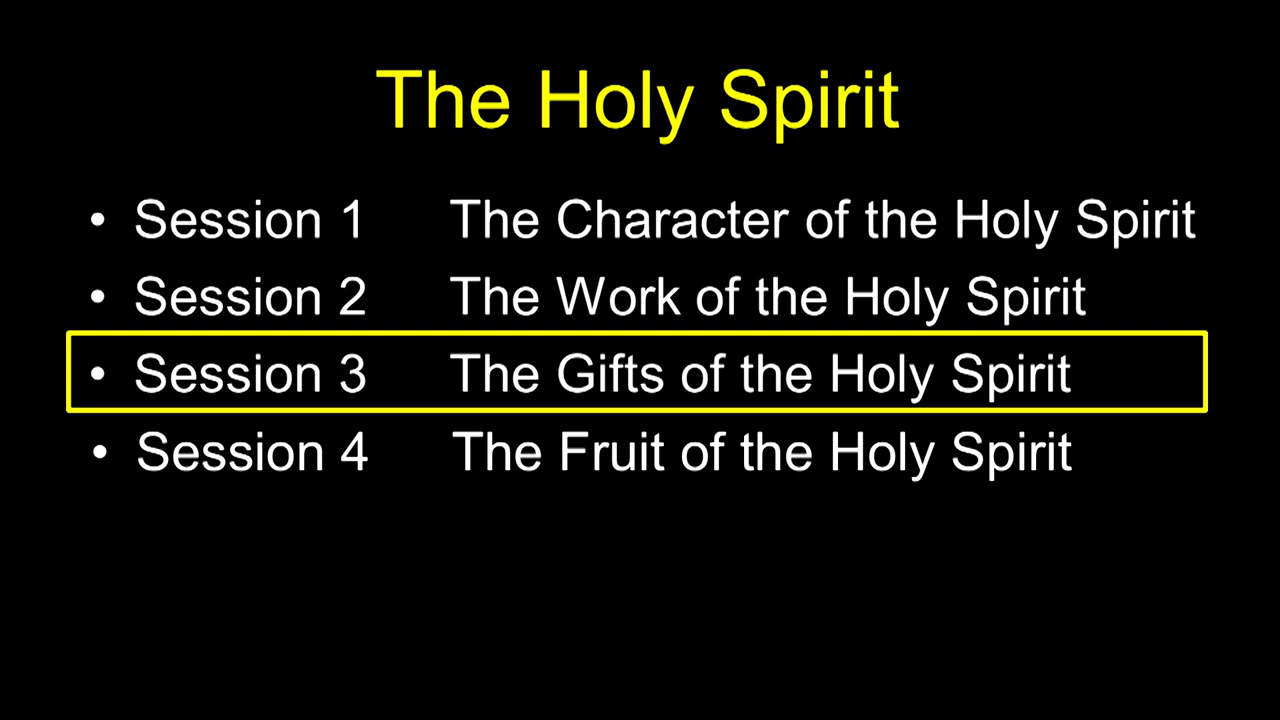 The Holy Spirit
• Session 1 The Character of the Holy Spirit
• Session 2 The Work of the Holy Spirit
• Session 3 The Gifts of the Holy Spirit
• Session 4 The Fruit of the Holy Spirit